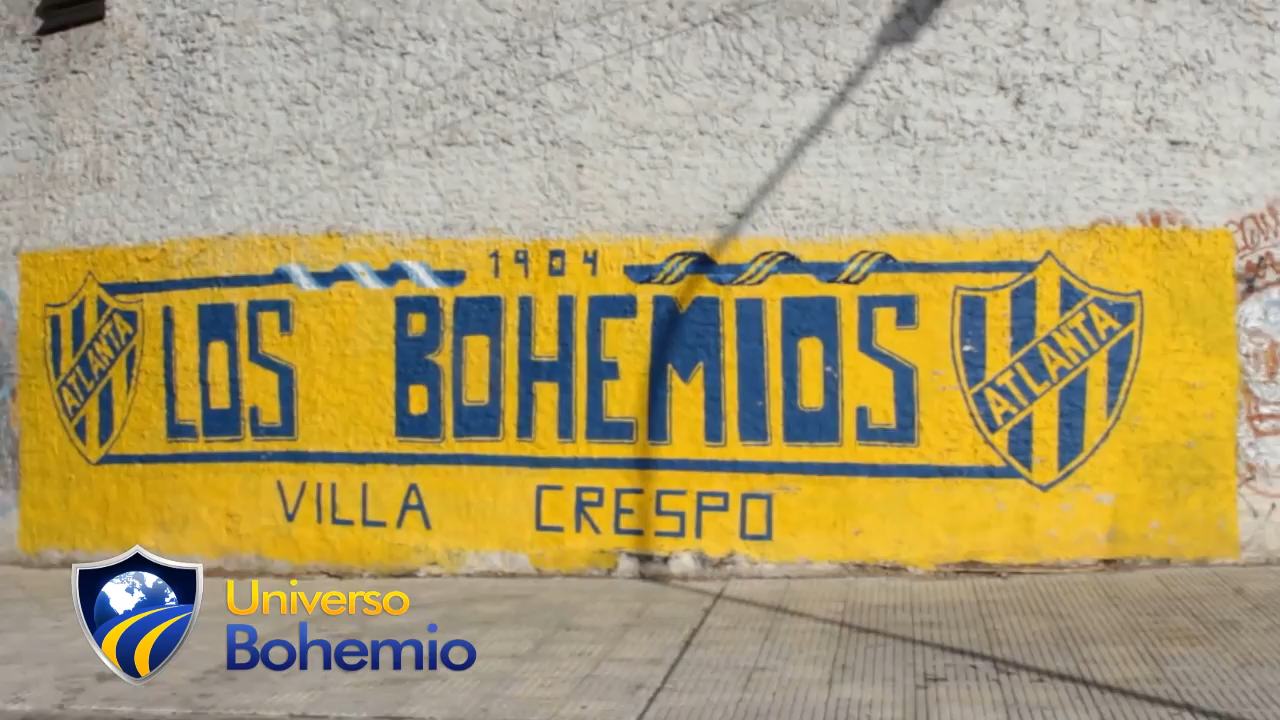 1904
ATLANTA
LOS BOHEMIOS
ATLANTA
VILLA CRESPO
Universo
Bohemio